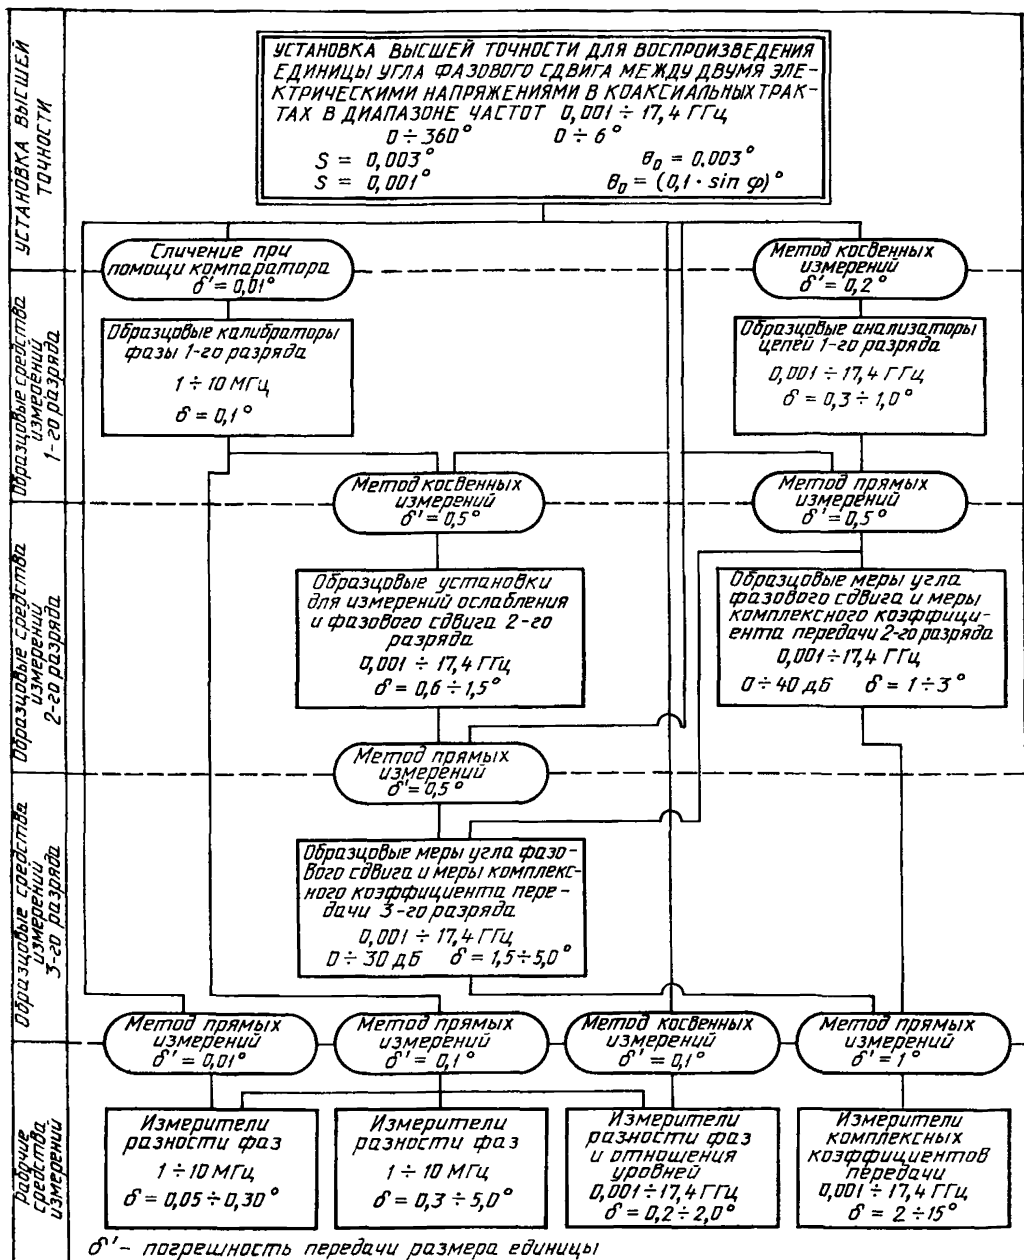 УСТАНОВКА ВЫСШЕЙ
ТОЧНОСТИ
УСТАНОВКА ВЫСШЕЙ ТОЧНОСТИ ДЛЯ ВОСПРОИЗВЕДЕНИЯ
ЕДИНИЦЫ УГЛА ФАЗОВОГО СДВИГА МЕЖДУ ДВУМЯ ЭЛЕ-
КТРИЧЕСКИМИ НАПРЯЖЕНИЯМИ В КОАКСИАЛЬНЫХ ТРАК-
ТАХ В ДИАПАЗОНЕ ЧАСТОТ 0,001 ÷ 17,4 ГГц
0 ÷ 360° 0 ÷ 6°
S = 0,003° θ₀ = 0.003°
S = 0,001° θ₀ = (0,1 · sin φ)°
Сличение при
помощи компаратора
δ' = 0,01°
Метод косвенных
измерений
δ' = 0,2°
Образцовые средства
измерений
1-го разряда
Образцовые калибраторы
фазы 1-го разряда
1 ÷ 10 МГц
δ = 0,1°
Образцовые анализаторы
цепей 1-го разряда
0,001 ÷ 17,4 ГГц
δ = 0,3 ÷ 1,0°
Метод косвенных
измерений
δ' = 0,5°
Метод прямых
измерений
δ' = 0,5°
Образцовые средства
измерений
2-го разряда
Образцовые установки
для измерений ослабления
и фазового сдвига 2-го
разряда
0,001 ÷ 17,4 ГГц
δ = 0,6 ÷ 1,5°
Образцовые меры угла
фазового сдвига и меры
комплексного коэффици-
ента передачи 2-го разряда
0,001 ÷ 17,4 ГГц
0 ÷ 40 дБ δ = 1 ÷ 3°
Метод прямых
измерений
δ' = 0,5°
Образцовые средства
измерений
3-го разряда
Образцовые меры угла фазо-
вого сдвига и меры комплекс-
ного коэффициента пере-
дачи 3-го разряда
0,001 ÷ 17,4 ГГц
0 ÷ 30 дБ δ = 1,5 ÷ 5,0°
Метод прямых
измерений
δ' = 0,01°
Метод прямых
измерений
δ' = 0,1°
Метод косвенных
измерений
δ' = 0,1°
Метод прямых
измерений
δ' = 1°
Рабочие
средства
измерений
Измерители
разности фаз
1 ÷ 10 МГц
δ = 0,05 ÷ 0,30°
Измерители
разности фаз
1 ÷ 10 МГц
δ = 0,3 ÷ 5,0°
Измерители
разности фаз
и отношения
уровней
0,001 ÷ 17,4 ГГц
δ = 0,2 ÷ 2,0°
Измерители
комплексных
коэффициентов
передачи
0,001 ÷ 17,4 ГГц
δ = 2 ÷ 15°
δ' - погрешность передачи размера единицы